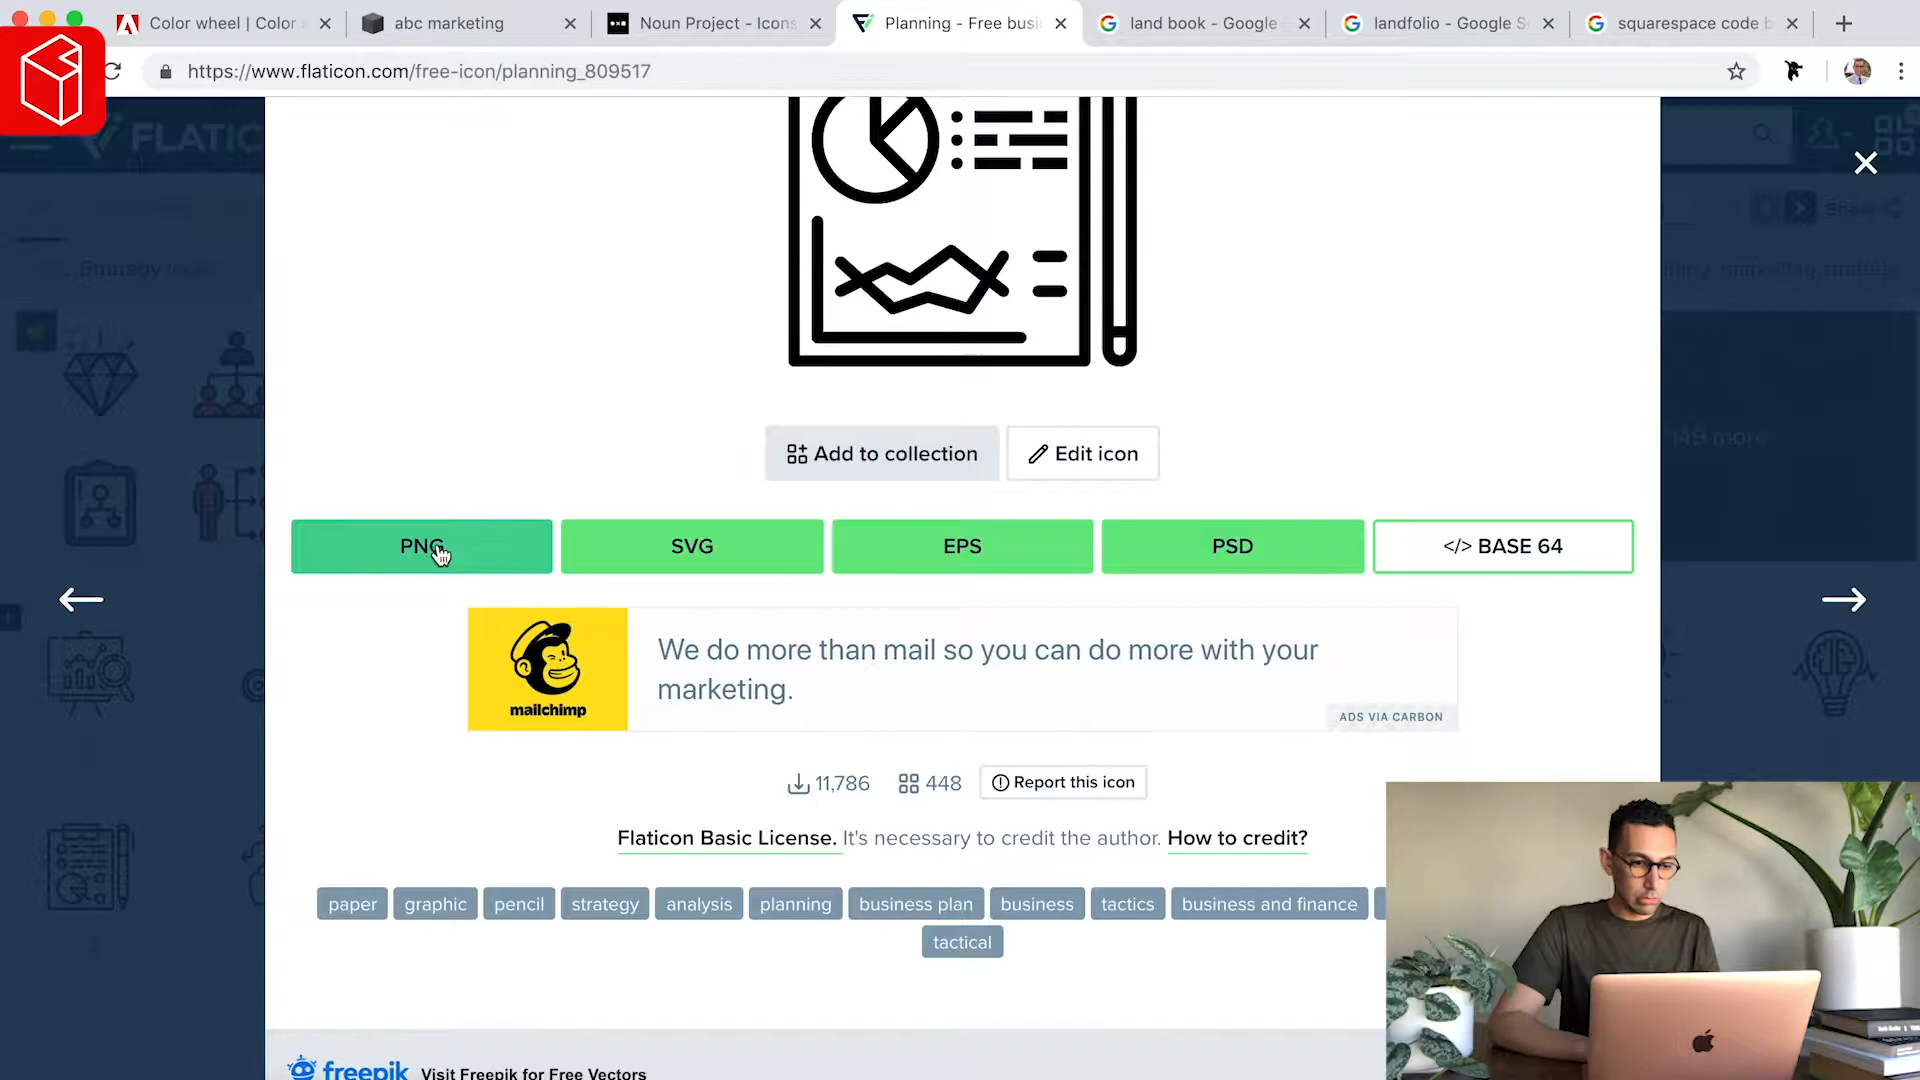 Color wheel | Color
abc marketing
Noun Project - Icons
Planning - Free busi
land book - Google
landfolio - Google S
squarespace code b
https://www.flaticon.com/free-icon/planning_809517
FLATIC
Strategy
Add to collection
Edit icon
PNG
SVG
EPS
PSD
</> BASE 64
mailchimp
We do more than mail so you can do more with your
marketing.
ADS VIA CARBON
11,786
448
Report this icon
Flaticon Basic License. It's necessary to credit the author. How to credit?
paper
graphic
pencil
strategy
analysis
planning
business plan
business
tactics
business and finance
tactical
freepik
Visit Freepik for Free Vectors